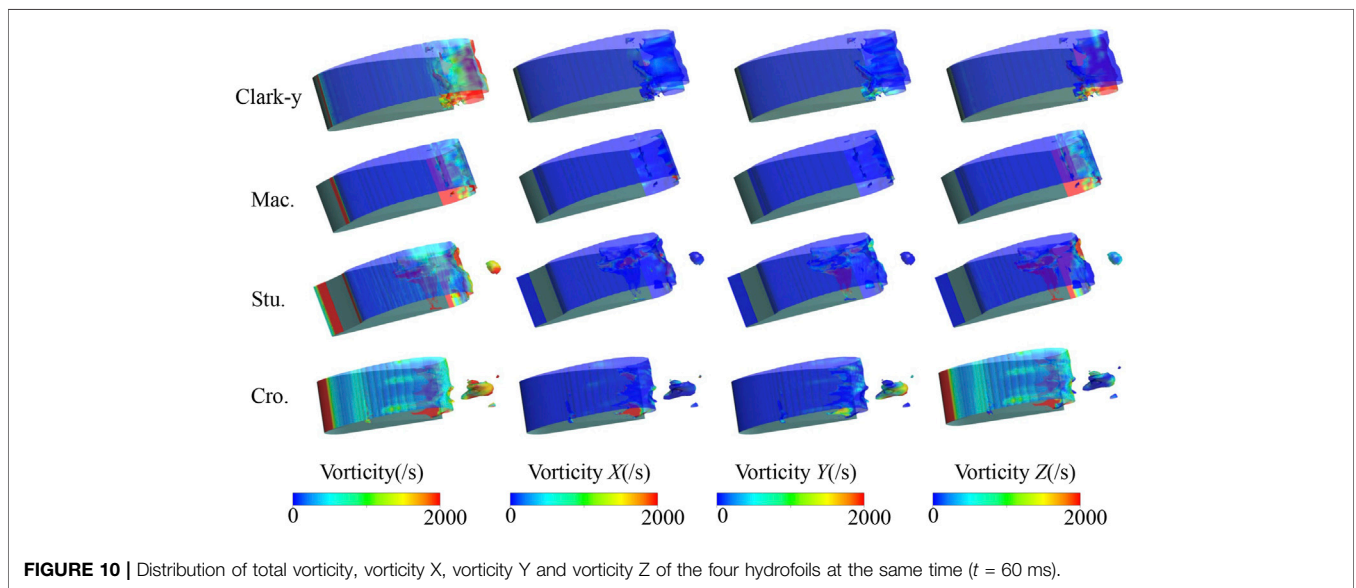 Clark-y
Mac.
Stu.
Cro.
Vorticity(/s) Vorticity X(/s) Vorticity Y(/s) Vorticity Z(/s)
0 2000 0 2000 0 2000 0 2000
FIGURE 10 | Distribution of total vorticity, vorticity X, vorticity Y and vorticity Z of the four hydrofoils at the same time (t = 60 ms).